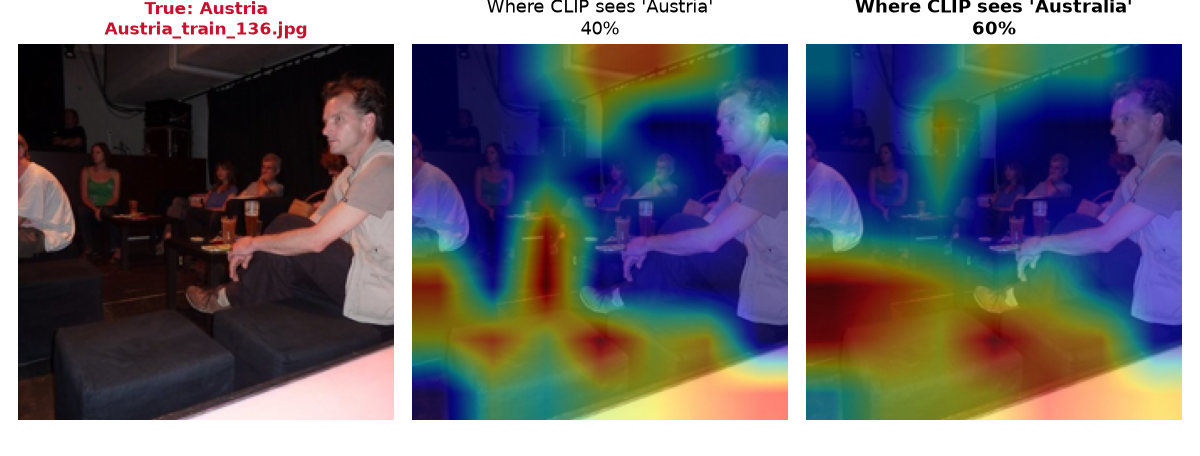 True: Austria
Austria_train_136.jpg
Where CLIP sees 'Austria'
40%
Where CLIP sees 'Australia'
60%